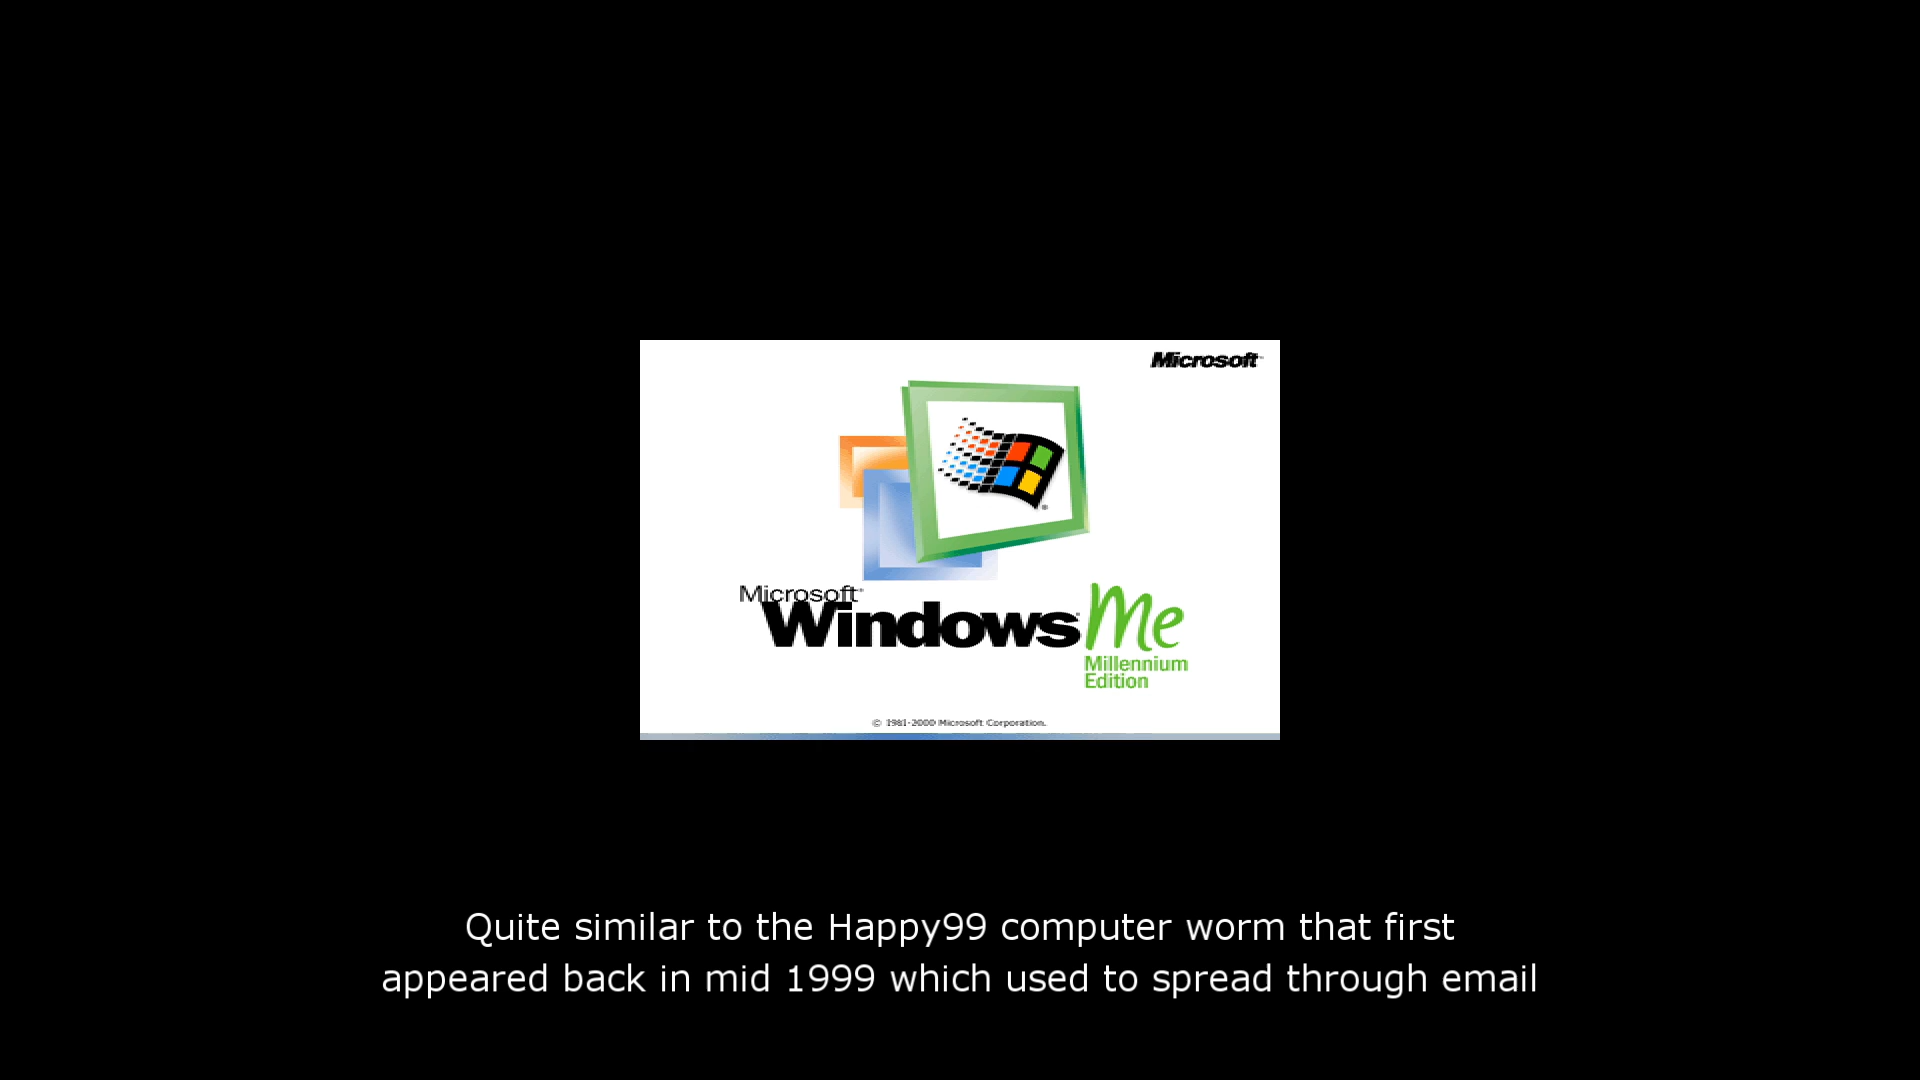 Microsoft
Microsoft
Windows Me
Millennium
Edition
© 1981-2000 Microsoft Corporation.
Quite similar to the Happy99 computer worm that first
appeared back in mid 1999 which used to spread through email